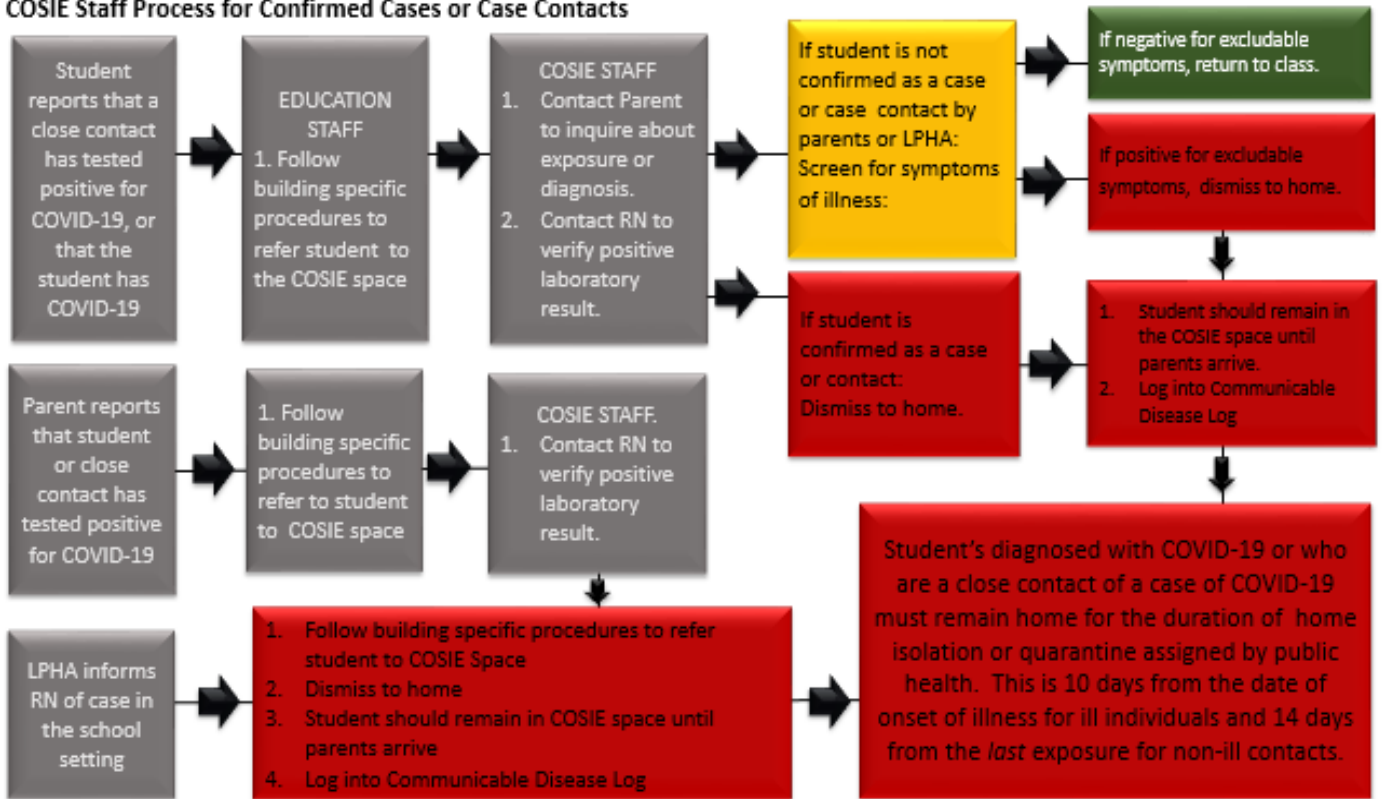 COSIE Staff Process for Confirmed Cases or Case Contacts
Student
reports that a
close contact
has tested
positive for
COVID-19, or
that the
student has
COVID-19
EDUCATION
STAFF
1. Follow
building specific
procedures to
refer student to
the COSIE space
COSIE STAFF
1. Contact Parent
to inquire about
exposure or
diagnosis.
2. Contact RN to
verify positive
laboratory
result.
If student is not
confirmed as a case
or case contact by
parents or LPHA:
Screen for symptoms
of illness:
If negative for excludable
symptoms, return to class.
If positive for excludable
symptoms, dismiss to home.
If student is
confirmed as a case
or contact:
Dismiss to home.
1. Student should remain in
the COSIE space until
parents arrive.
2. Log into Communicable
Disease Log
Parent reports
that student
or close
contact has
tested positive
for COVID-19
1. Follow
building specific
procedures to
refer to student
to COSIE space
COSIE STAFF.
1. Contact RN to
verify positive
laboratory
result.
LPHA informs
RN of case in
the school
setting
1. Follow building specific procedures to refer
student to COSIE Space
2. Dismiss to home
3. Student should remain in COSIE space until
parents arrive
4. Log into Communicable Disease Log
Student's diagnosed with COVID-19 or who
are a close contact of a case of COVID-19
must remain home for the duration of home
isolation or quarantine assigned by public
health. This is 10 days from the date of
onset of illness for ill individuals and 14 days
from the last exposure for non-ill contacts.